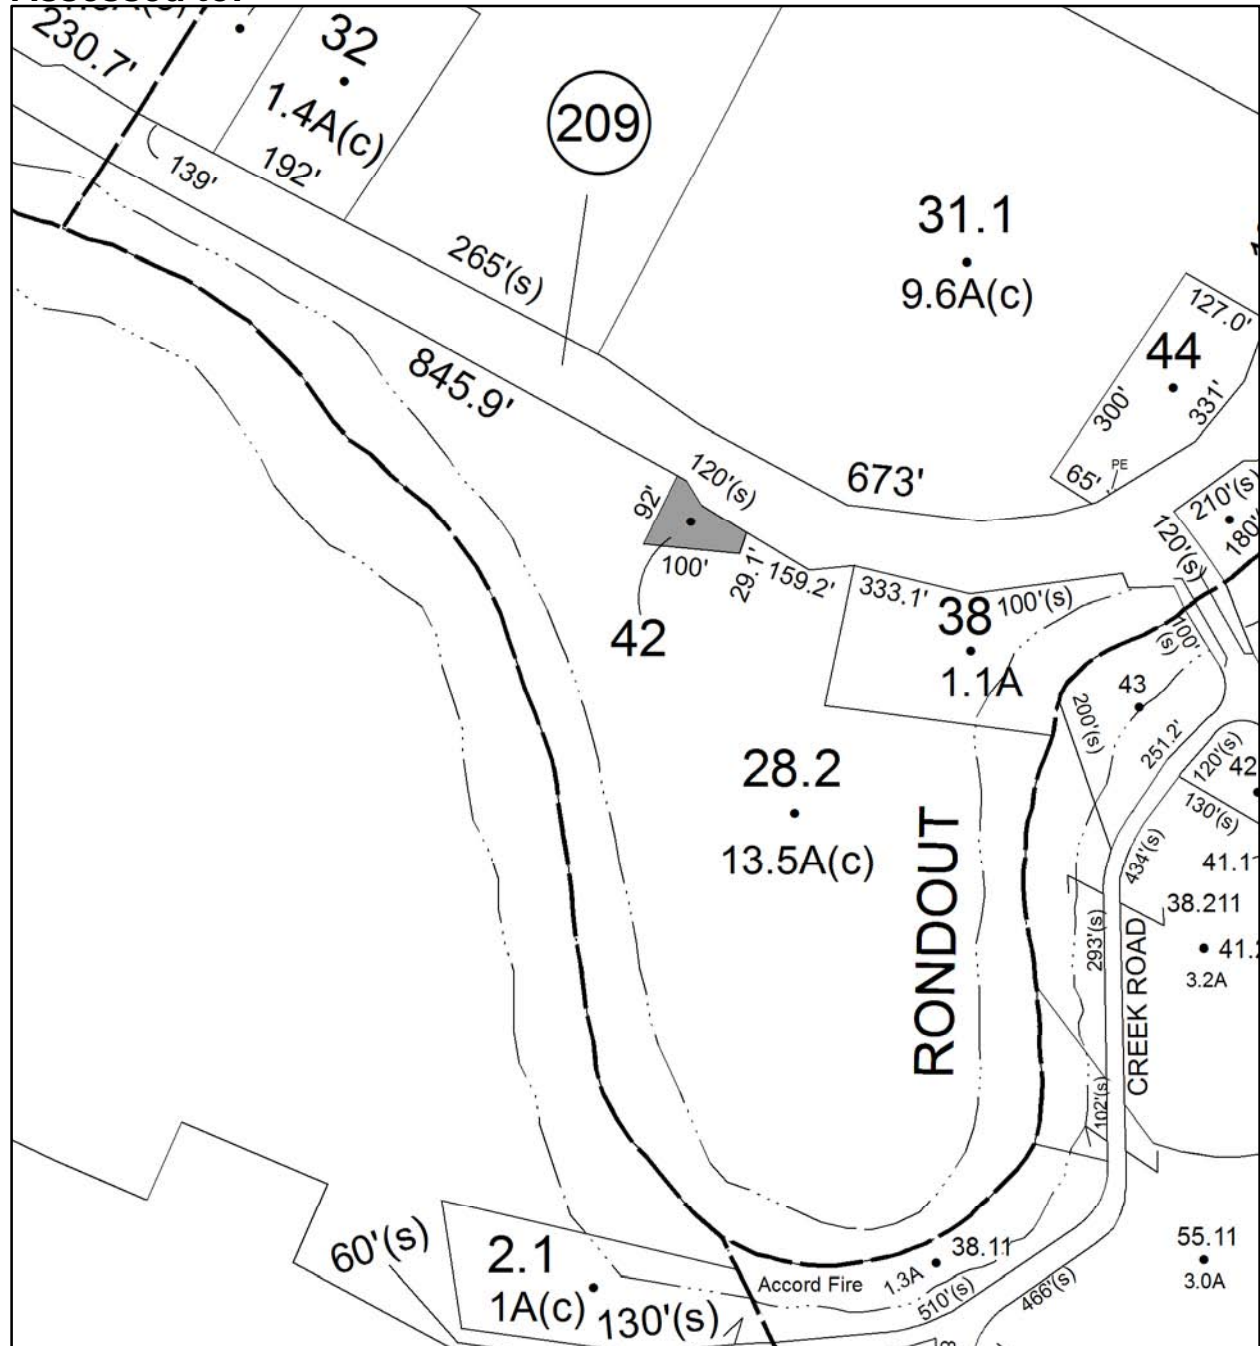 230.7'
32
1.4A(c)
192'
139'
209
265'(s)
845.9'
31.1
9.6A(c)
127.0'
44
300'
331'
65'
PE
673'
120'(s)
92'
100'
29.1'
159.2'
42
333.1'
38
100'(s)
1.1A
210'(s)
180'
120'(s)
100'
(s)
43
200'(s)
251.2'
120'(s)
42
130'(s)
434'(s)
41.11
38.211
41.2
3.2A
28.2
13.5A(c)
RONDOUT
293'(s)
CREEK ROAD
102'(s)
60'(s)
2.1
1A(c)
130'(s)
Accord Fire
1.3A
38.11
510'(s)
466'(s)
55.11
3.0A